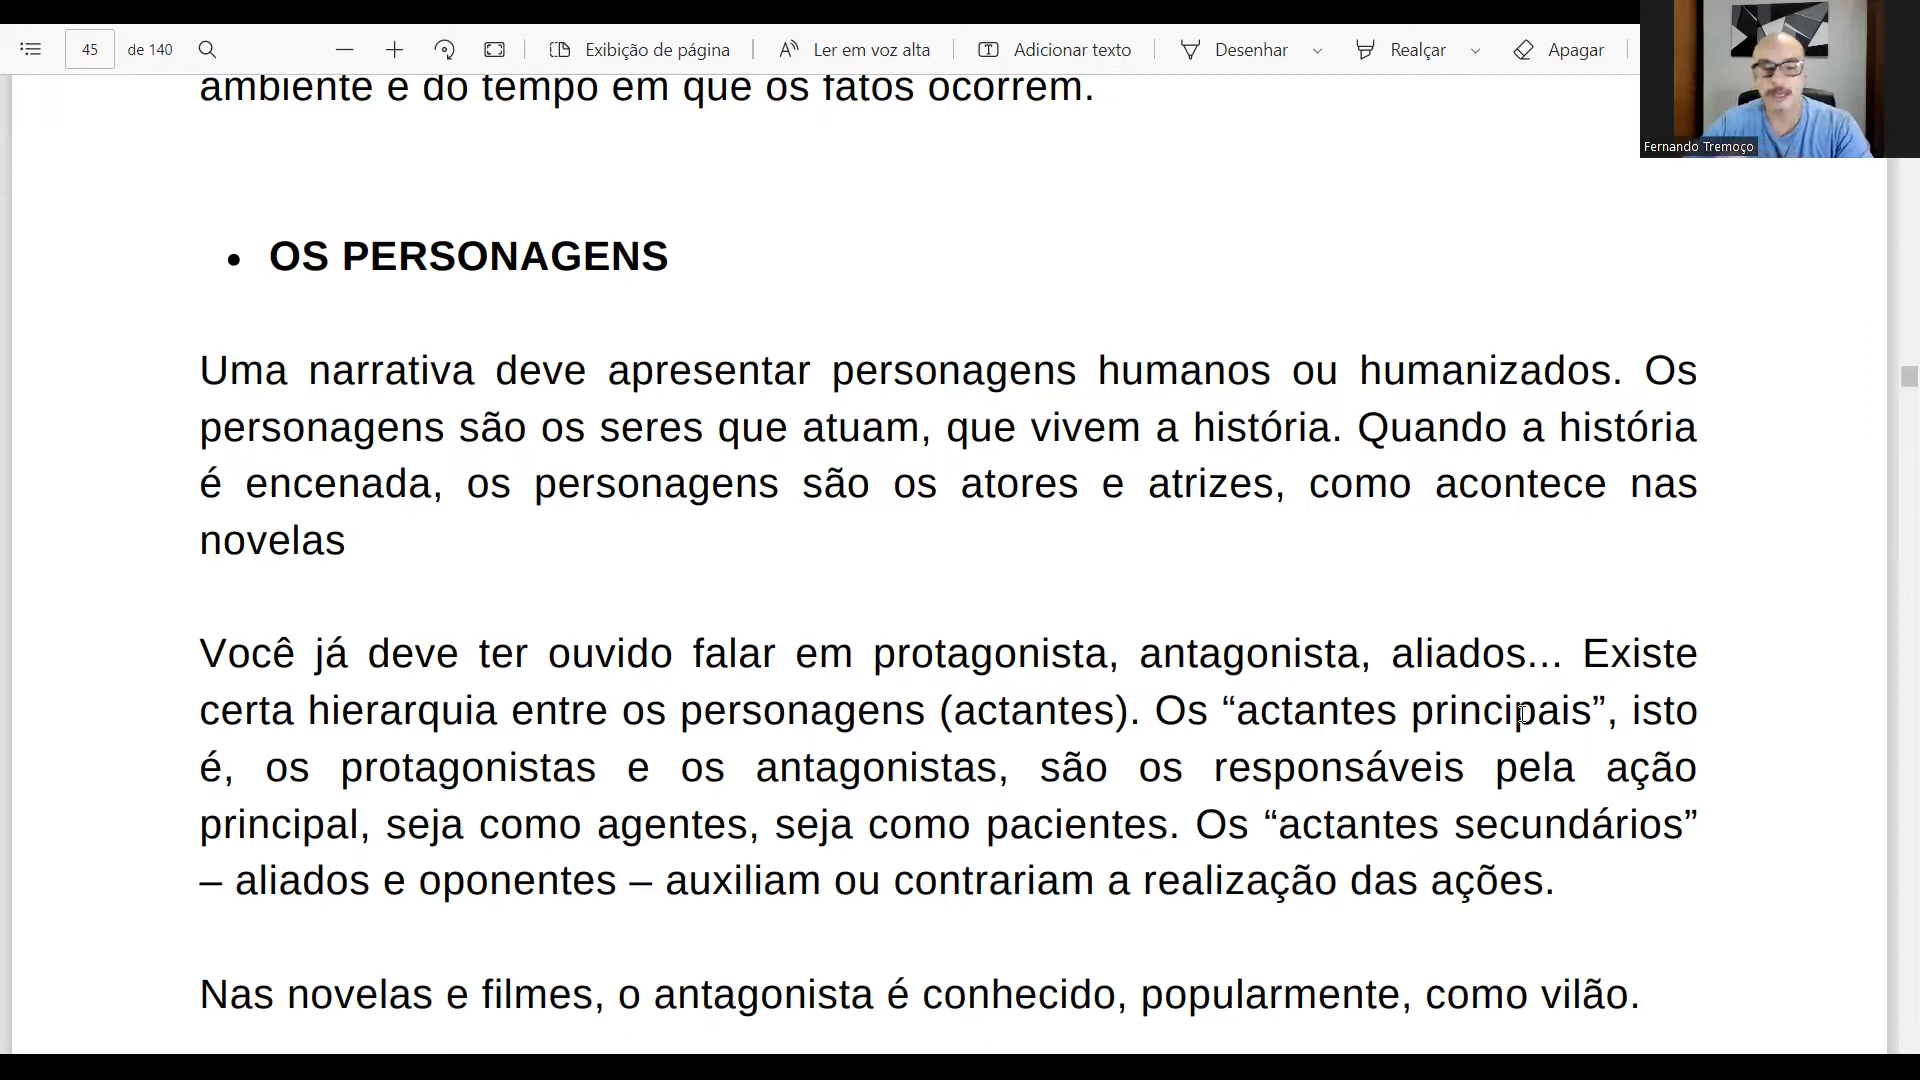 45 de 140 Exibição de página Ler em voz alta Adicionar texto Desenhar Realçar Apagar
Fernando Tremoço
ambiente e do tempo em que os fatos ocorrem.
• OS PERSONAGENS
Uma narrativa deve apresentar personagens humanos ou humanizados. Os
personagens são os seres que atuam, que vivem a história. Quando a história
é encenada, os personagens são os atores e atrizes, como acontece nas
novelas
Você já deve ter ouvido falar em protagonista, antagonista, aliados... Existe
certa hierarquia entre os personagens (actantes). Os “actantes principais”, isto
é, os protagonistas e os antagonistas, são os responsáveis pela ação
principal, seja como agentes, seja como pacientes. Os “actantes secundários”
– aliados e oponentes – auxiliam ou contrariam a realização das ações.
Nas novelas e filmes, o antagonista é conhecido, popularmente, como vilão.